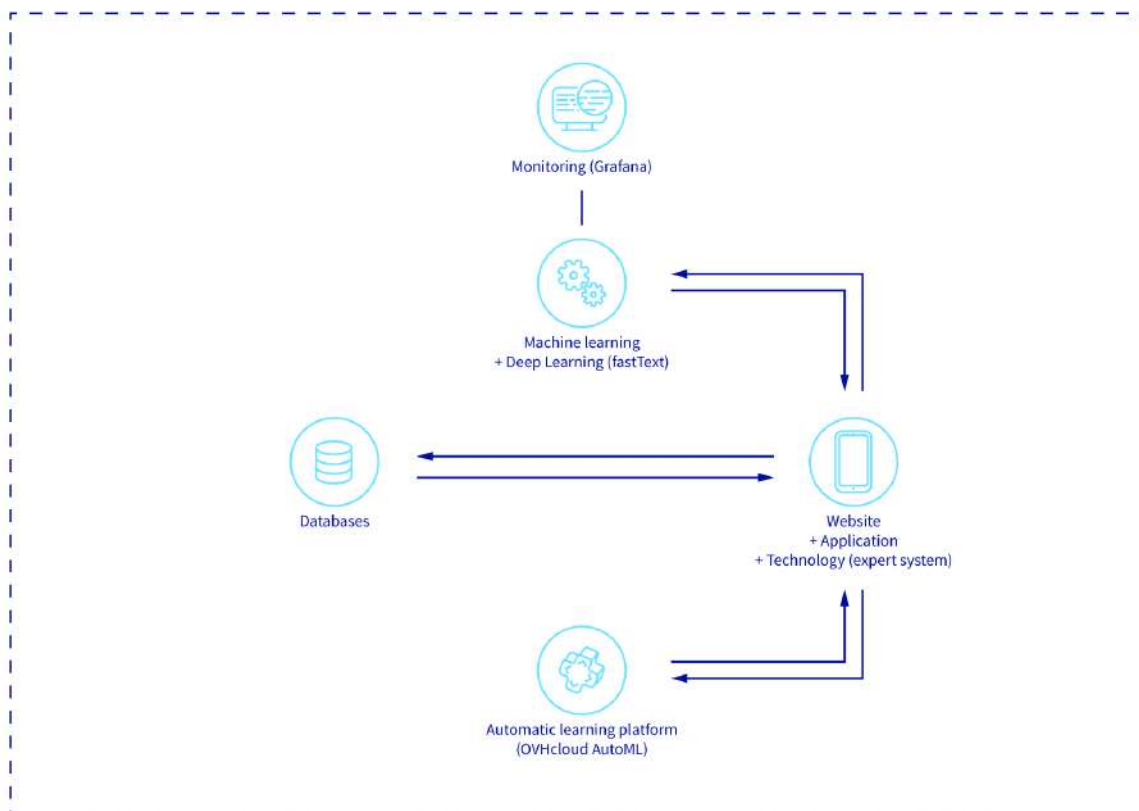 Monitoring (Grafana)
Machine learning
+ Deep Learning (fastText)
Databases
Website
+ Application
+ Technology (expert system)
Automatic learning platform
(OVHcloud AutoML)